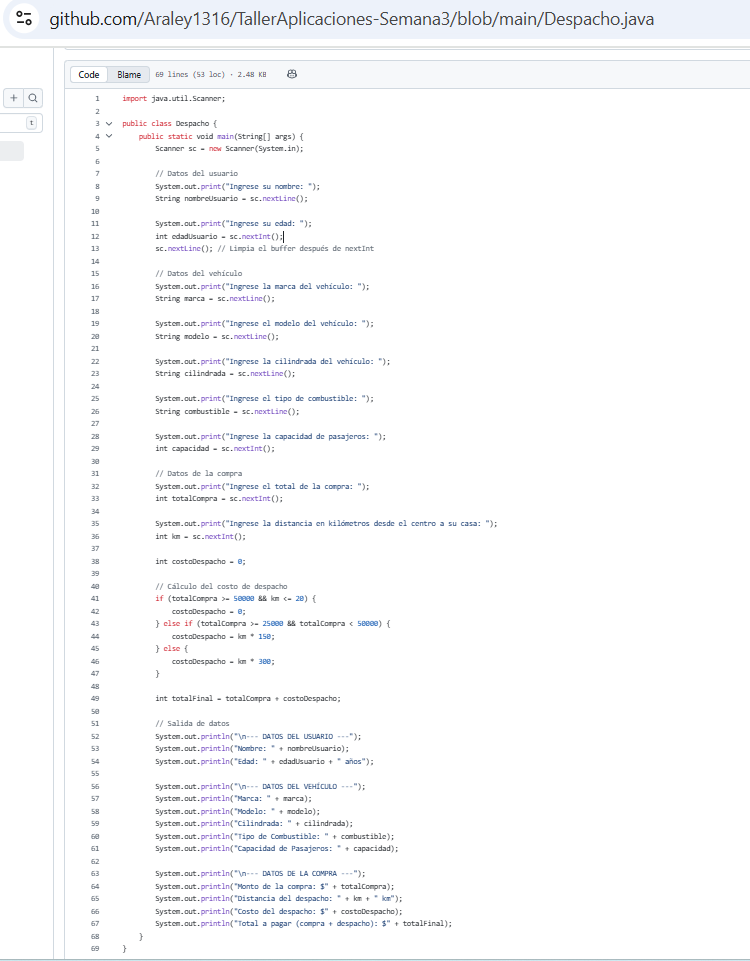 github.com/Araley1316/TallerAplicaciones-Semana3/blob/main/Despacho.java
Code Blame 69 lines (53 loc) · 2.48 KB
t
1 import java.util.Scanner;
2
3 public class Despacho {
4 public static void main(String[] args) {
5 Scanner sc = new Scanner(System.in);
6
7 // Datos del usuario
8 System.out.print("Ingrese su nombre: ");
9 String nombreUsuario = sc.nextLine();
10
11 System.out.print("Ingrese su edad: ");
12 int edadUsuario = sc.nextInt();
13 sc.nextLine(); // Limpia el buffer después de nextInt
14
15 // Datos del vehículo
16 System.out.print("Ingrese la marca del vehículo: ");
17 String marca = sc.nextLine();
18
19 System.out.print("Ingrese el modelo del vehículo: ");
20 String modelo = sc.nextLine();
21
22 System.out.print("Ingrese la cilindrada del vehículo: ");
23 String cilindrada = sc.nextLine();
24
25 System.out.print("Ingrese el tipo de combustible: ");
26 String combustible = sc.nextLine();
27
28 System.out.print("Ingrese la capacidad de pasajeros: ");
29 int capacidad = sc.nextInt();
30
31 // Datos de la compra
32 System.out.print("Ingrese el total de la compra: ");
33 int totalCompra = sc.nextInt();
34
35 System.out.print("Ingrese la distancia en kilómetros desde el centro a su casa: ");
36 int km = sc.nextInt();
37
38 int costoDespacho = 0;
39
40 // Cálculo del costo de despacho
41 if (totalCompra >= 50000 && km <= 20) {
42 costoDespacho = 0;
43 } else if (totalCompra >= 25000 && totalCompra < 50000) {
44 costoDespacho = km * 150;
45 } else {
46 costoDespacho = km * 300;
47 }
48
49 int totalFinal = totalCompra + costoDespacho;
50
51 // Salida de datos
52 System.out.println("\n--- DATOS DEL USUARIO ---");
53 System.out.println("Nombre: " + nombreUsuario);
54 System.out.println("Edad: " + edadUsuario + " años");
55
56 System.out.println("\n--- DATOS DEL VEHÍCULO ---");
57 System.out.println("Marca: " + marca);
58 System.out.println("Modelo: " + modelo);
59 System.out.println("Cilindrada: " + cilindrada);
60 System.out.println("Tipo de Combustible: " + combustible);
61 System.out.println("Capacidad de Pasajeros: " + capacidad);
62
63 System.out.println("\n--- DATOS DE LA COMPRA ---");
64 System.out.println("Monto de la compra: $" + totalCompra);
65 System.out.println("Distancia del despacho: " + km + " km");
66 System.out.println("Costo del despacho: $" + costoDespacho);
67 System.out.println("Total a pagar (compra + despacho): $" + totalFinal);
68 }
69 }